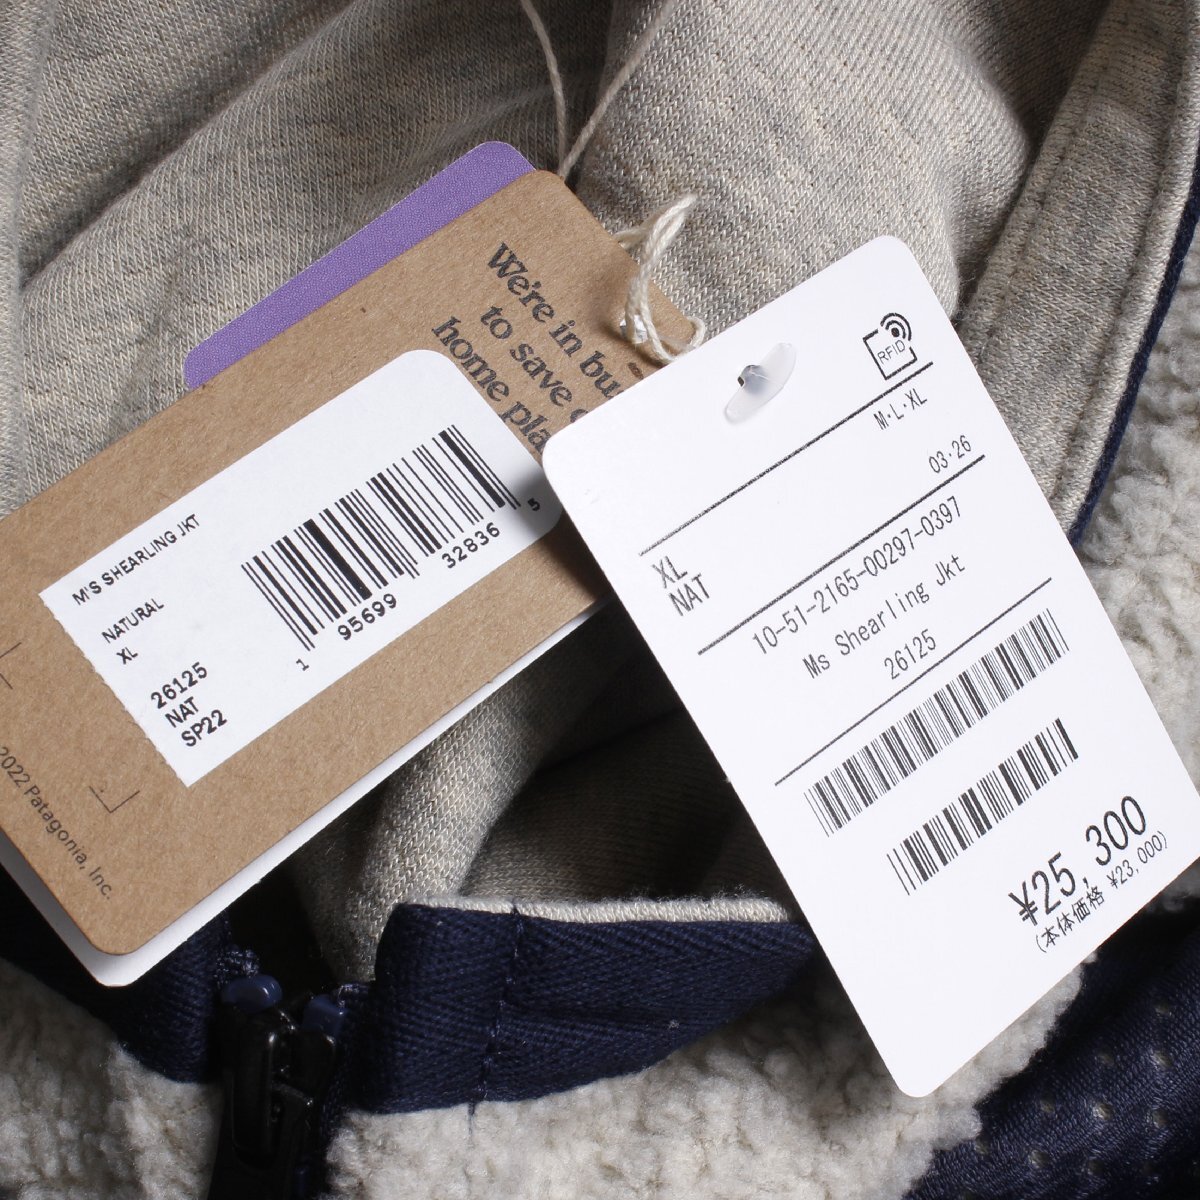 We're in bu
to save
home pla
M'S SHEARLING JKT
NATURAL
XL
26125
NAT
SP22
1 95699 32836 5
2022 Patagonia, Inc.
RFID
M・L・XL
03・26
XL
NAT
10-51-2165-00297-0397
Ms Shearling Jkt
26125
¥25,300
(本体価格 ¥23,000)